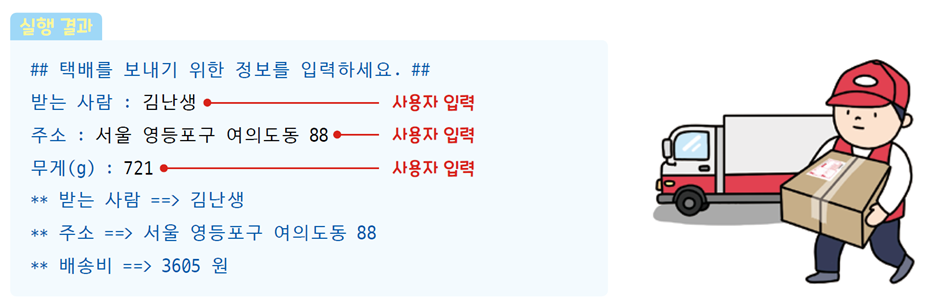 실행 결과
## 택배를 보내기 위한 정보를 입력하세요. ##
받는 사람 : 김난생 사용자 입력
주소 : 서울 영등포구 여의도동 88 사용자 입력
무게(g) : 721 사용자 입력
** 받는 사람 ==> 김난생
** 주소 ==> 서울 영등포구 여의도동 88
** 배송비 ==> 3605 원